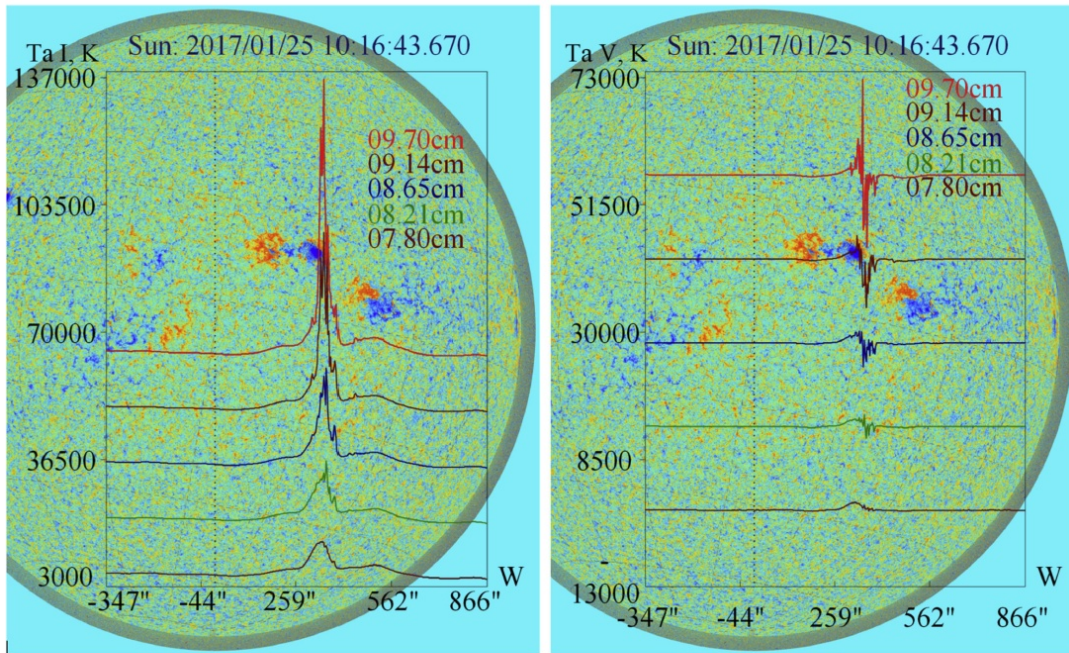 Ta I, K
Sun: 2017/01/25 10:16:43.670
137000
103500
70000
36500
3000
09.70cm
09.14cm
08.65cm
08.21cm
07.80cm
-347" -44" 259" 562" 866"
W
Ta V, K
Sun: 2017/01/25 10:16:43.670
73000
51500
30000
8500
-
13000
09.70cm
09.14cm
08.65cm
08.21cm
07.80cm
-347" -44" 259" 562" 866"
W